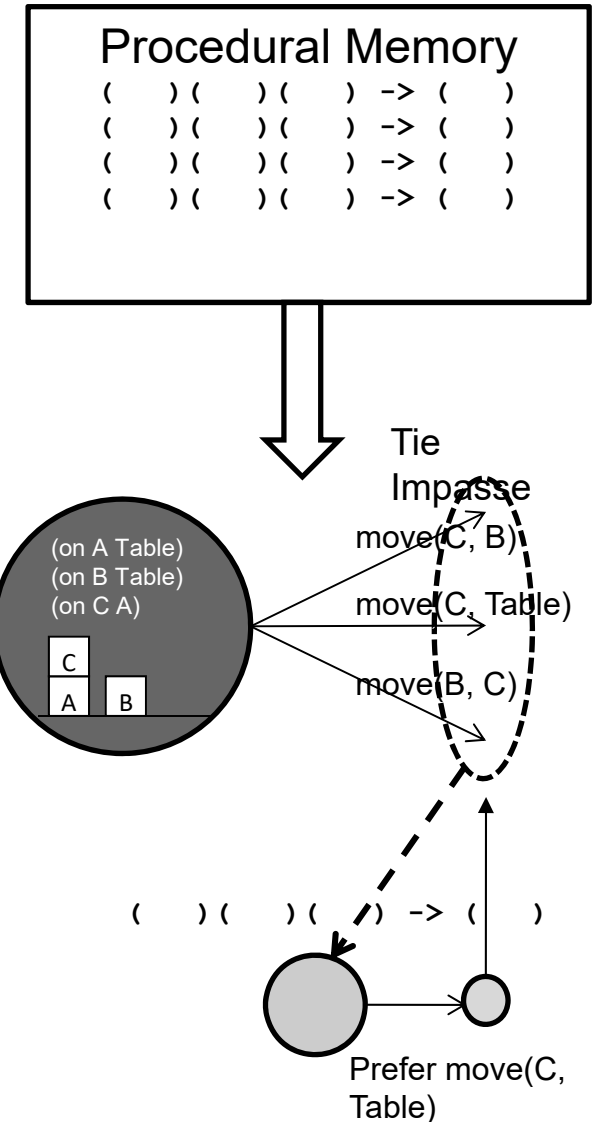 Procedural Memory
(    ) (    ) (    ) -> (    )
(    ) (    ) (    ) -> (    )
(    ) (    ) (    ) -> (    )
(    ) (    ) (    ) -> (    )
Tie
Impasse
(on A Table)
(on B Table)
(on C A)
C
A B
move(C, B)
move(C, Table)
move(B, C)
(    ) (    ) (    ) -> (    )
Prefer move(C,
Table)